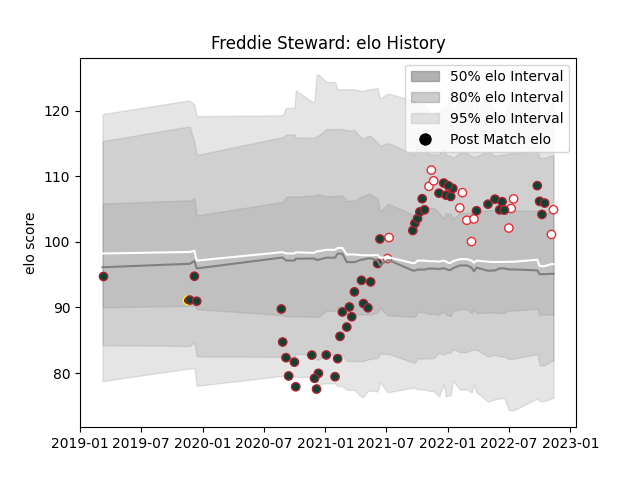 Freddie Steward: elo History
50% elo Interval
80% elo Interval
95% elo Interval
Post Match elo
elo score
120
110
100
90
80
2019-01 2019-07 2020-01 2020-07 2021-01 2021-07 2022-01 2022-07 2023-01